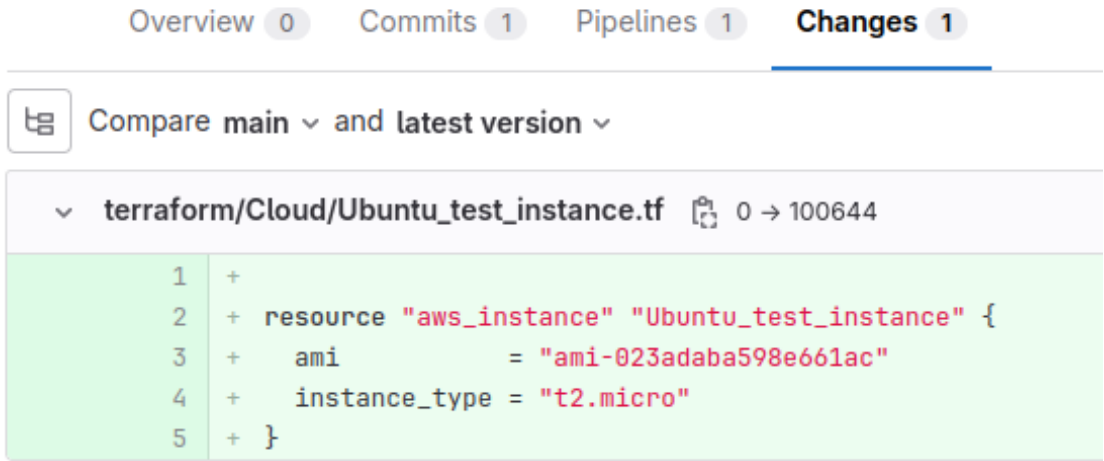 Overview 0 Commits 1 Pipelines 1 Changes 1
Compare main and latest version
terraform/Cloud/Ubuntu_test_instance.tf 0 → 100644
1 +
2 + resource "aws_instance" "Ubuntu_test_instance" {
3 + ami = "ami-023adaba598e661ac"
4 + instance_type = "t2.micro"
5 + }